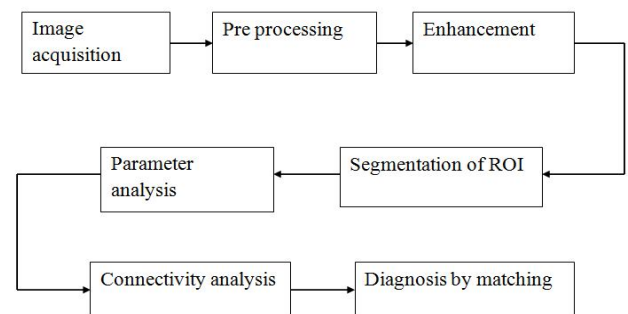 Image
acquisition
Pre processing
Enhancement
Segmentation of ROI
Parameter
analysis
Connectivity analysis
Diagnosis by matching